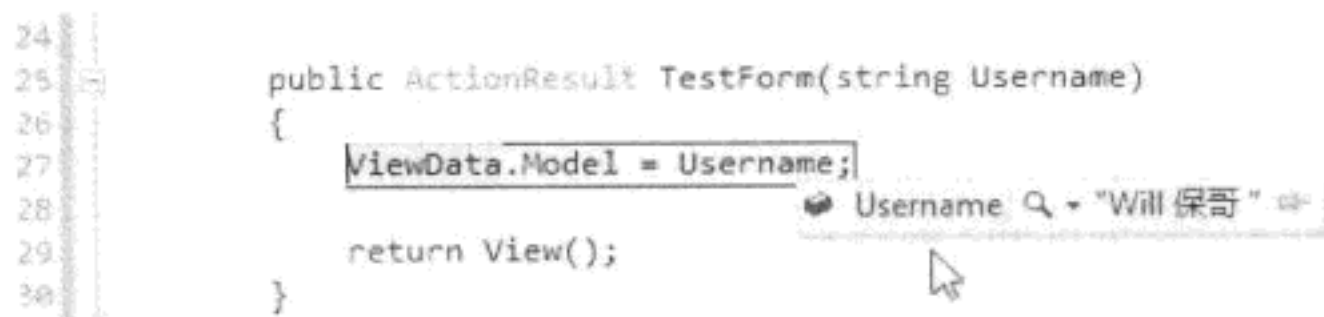 24
25 public ActionResult TestForm(string Username)
26 {
27 ViewData.Model = Username;
28 Username "Will 保哥"
29 return View();
30 }